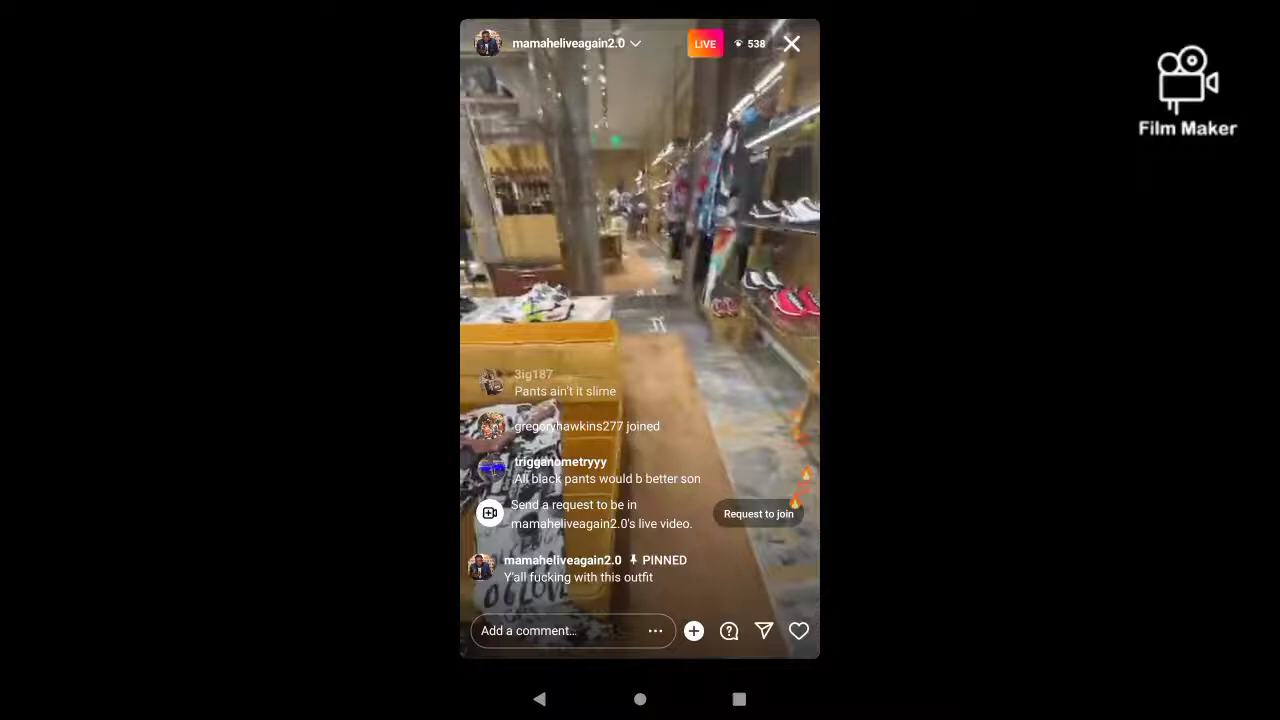 mamaheliveagain2.0
LIVE
538
Film Maker
3ig187
Pants ain't it slime
gregoryhawkins277 joined
trigganometryyy
All black pants would b better son
Send a request to be in
mamaheliveagain2.0's live video.
Request to join
mamaheliveagain2.0 PINNED
Y'all fucking with this outfit
Add a comment...